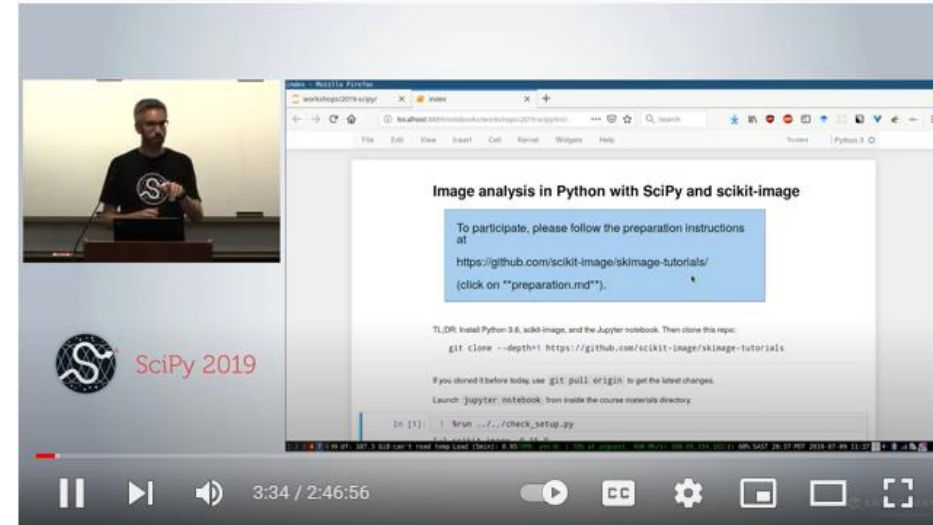 index - Mozilla Firefox
workshops/2019-scipy/
index
Search
File Edit View Insert Cell Kernel Widgets Help
Trusted
Python 3
Image analysis in Python with SciPy and scikit-image
To participate, please follow the preparation instructions
at
https://github.com/scikit-image/skimage-tutorials/
(click on **preparation.md**).
TL;DR: Install Python 3.6, scikit-image, and the Jupyter notebook. Then clone this repo:
git clone --depth=1 https://github.com/scikit-image/skimage-tutorials
If you cloned it before today, use git pull origin to get the latest changes.
Launch jupyter notebook from inside the course materials directory.
In [1]: 1 %run ../../check_setup.py
SciPy 2019
3:34 / 2:46:56
CC